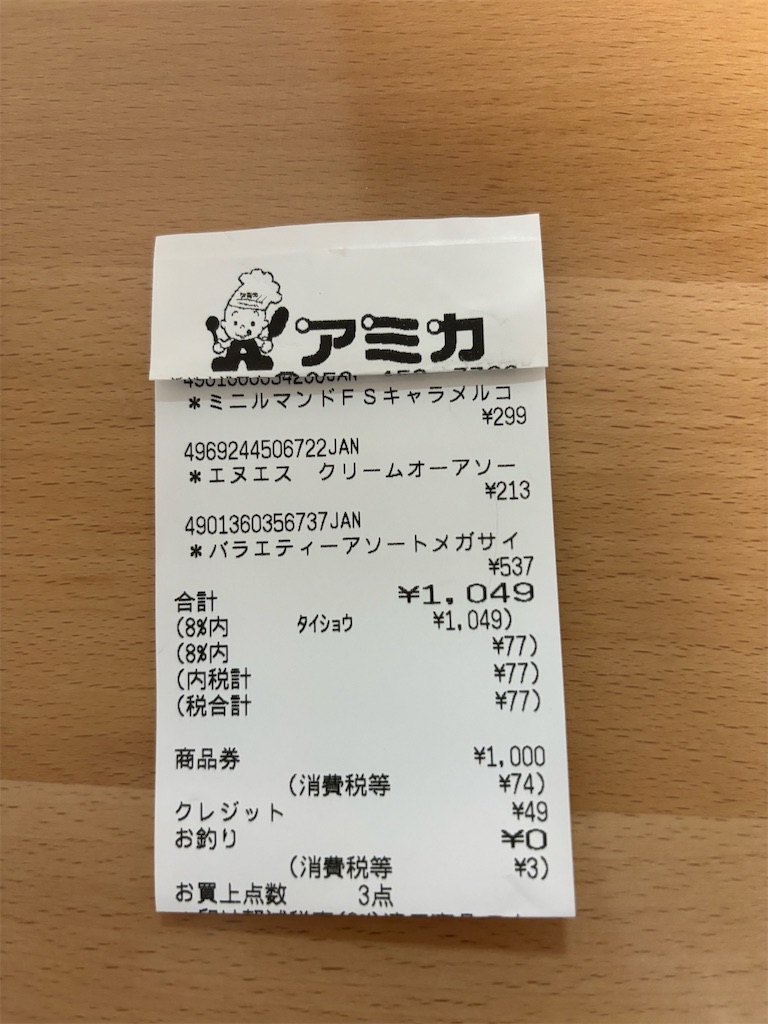 アミカ
*ミニルマンドFSキャラメルコ
¥299
4969244506722JAN
*エヌエス クリームオーアソー
¥213
4901360356737JAN
*バラエティーアソートメガサイ
¥537
合計 ¥1,049
(8%内 タイショウ ¥1,049)
(8%内 ¥77)
(内税計 ¥77)
(税合計 ¥77)
商品券 ¥1,000
(消費税等 ¥74)
クレジット ¥49
お釣り ¥0
(消費税等 ¥3)
お買上点数 3点